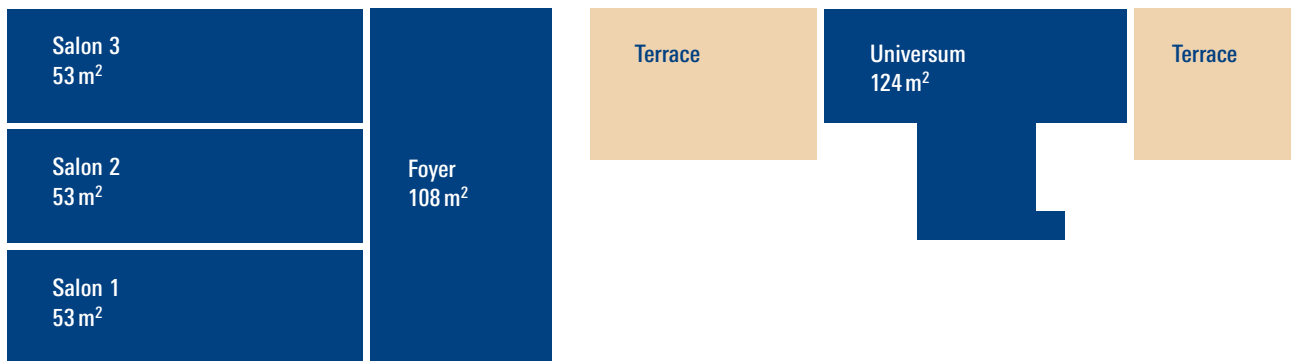 Salon 3
53 m²
Salon 2
53 m²
Salon 1
53 m²
Foyer
108 m²
Terrace
Universum
124 m²
Terrace